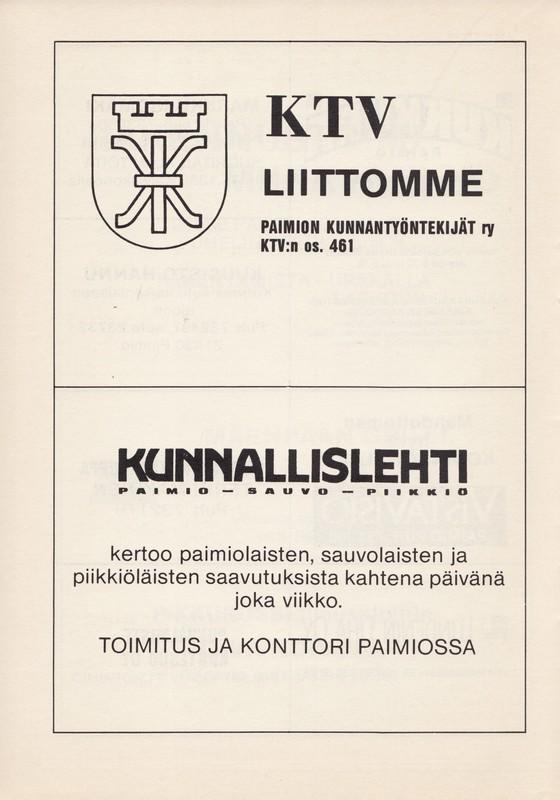 KTV
LIITTOMME
PAIMION KUNNANTYÖNTEKIJÄT ry
KTV:n os. 461
KUNNALLISLEHTI
PAIMIO – SAUVO – PIIKKIÖ
kertoo paimiolaisten, sauvolaisten ja
piikkiöläisten saavutuksista kahtena päivänä
joka viikko.
TOIMITUS JA KONTTORI PAIMIOSSA